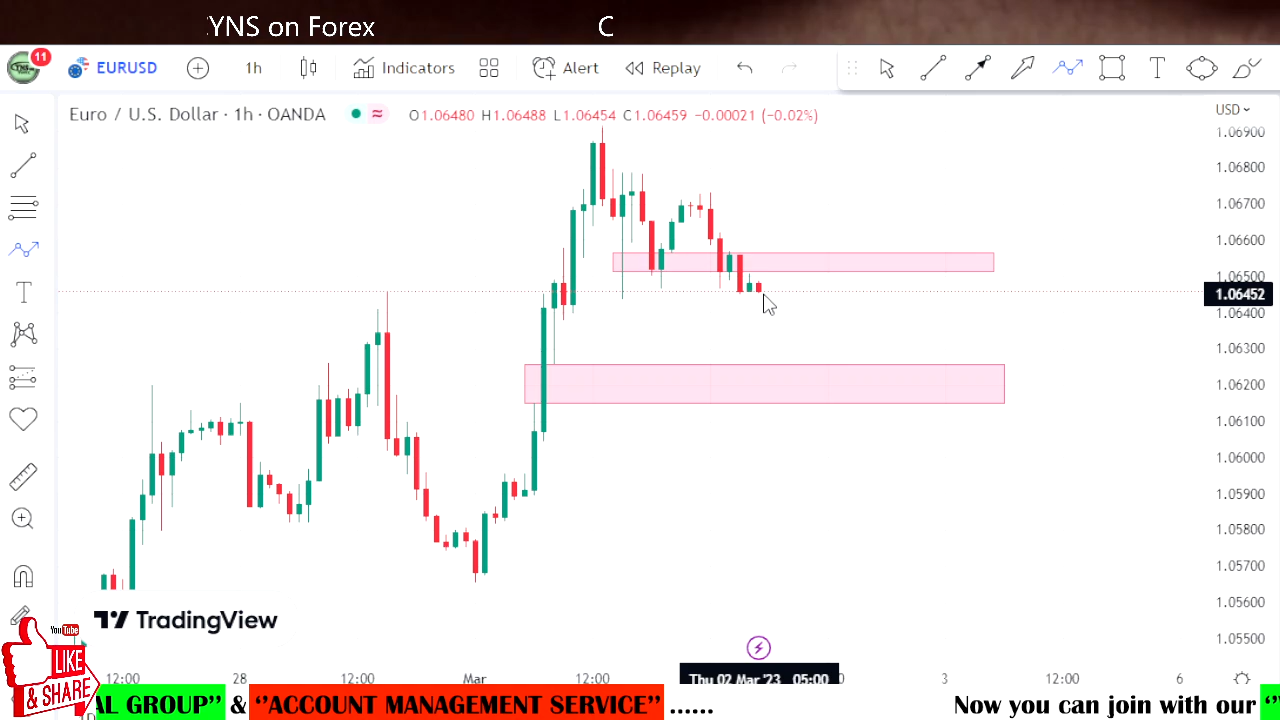 YNS on Forex C
11 EURUSD 1h Indicators Alert Replay
Euro / U.S. Dollar · 1h · OANDA O1.06480 H1.06488 L1.06454 C1.06459 −0.00021 (−0.02%) USD
1.06900
1.06800
1.06700
1.06600
1.06500
1.06452
1.06400
1.06300
1.06200
1.06100
1.06000
1.05900
1.05800
1.05700
1.05600
1.05500
TradingView
YouTube
LIKE
& SHARE
12:00 28 12:00 Mar 12:00 Thu 02 Mar '23 05:00 3 12:00 6
AL GROUP” & “ACCOUNT MANAGEMENT SERVICE” ...... Now you can join with our “